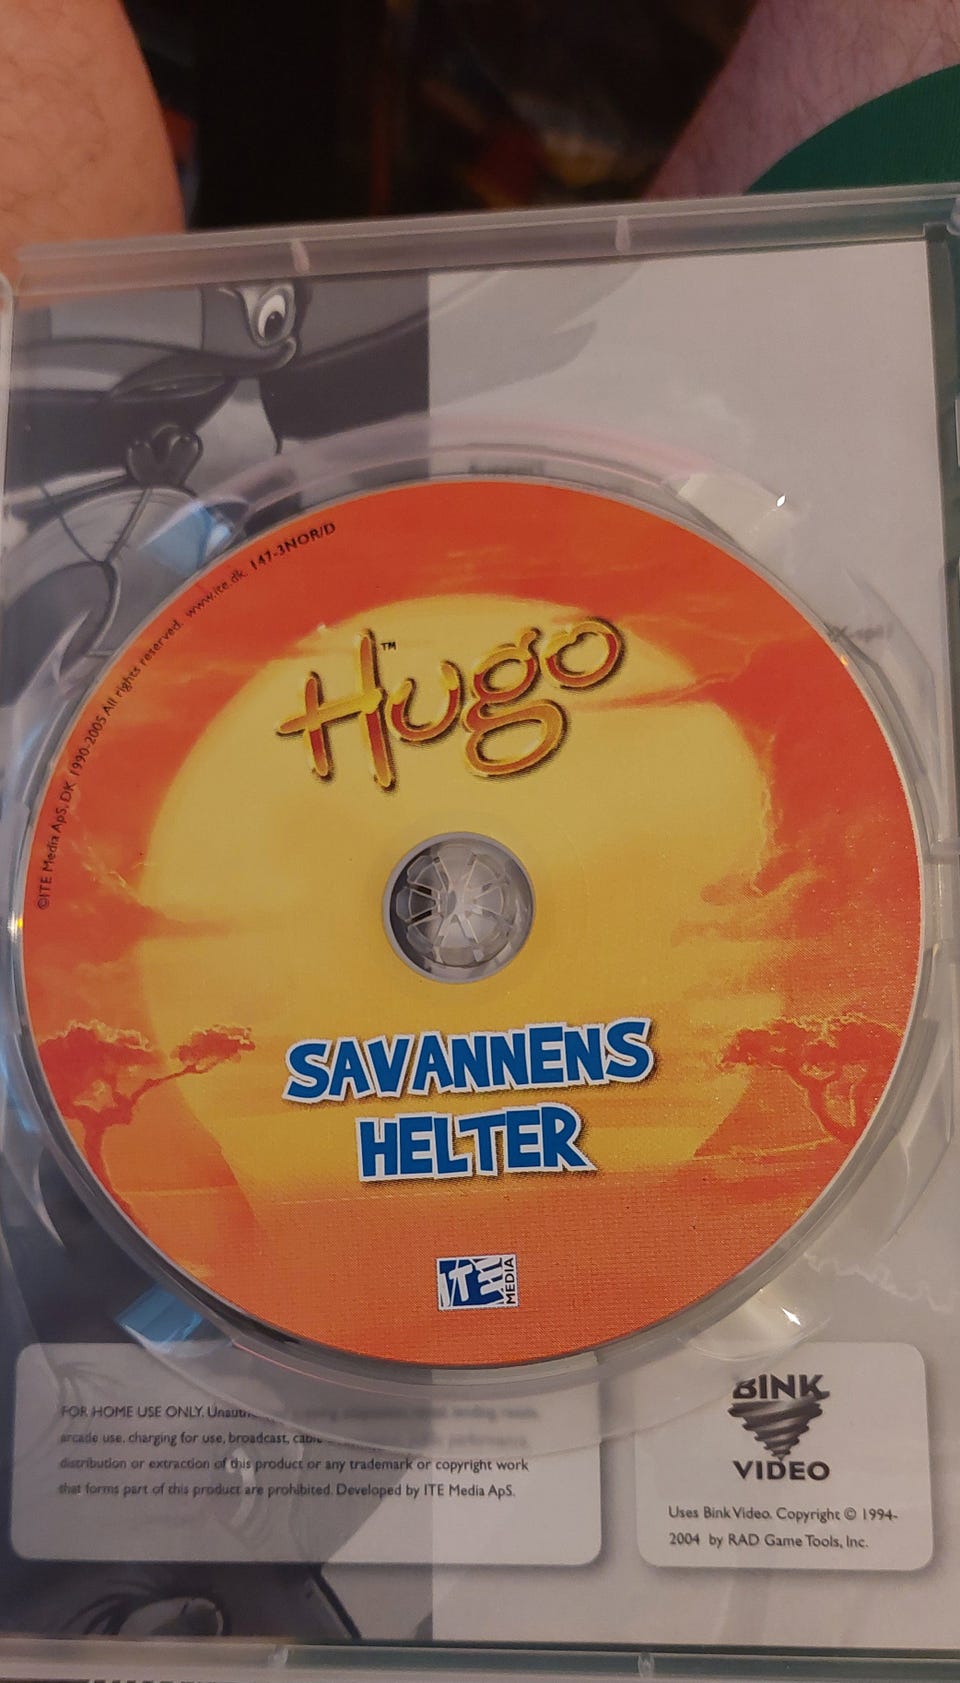 ©ITE Media ApS, DK 1990-2005 All rights reserved. www.ite.dk. 147-3NOR/D
Hugo™
SAVANNENS
HELTER
ITE MEDIA
FOR HOME USE ONLY.
arcade use, charging for use, broadcast,
distribution or extraction of this product or any trademark or copyright work
that forms part of this product are prohibited. Developed by ITE Media ApS.
BINK
VIDEO
Uses Bink Video. Copyright © 1994-
2004 by RAD Game Tools, Inc.